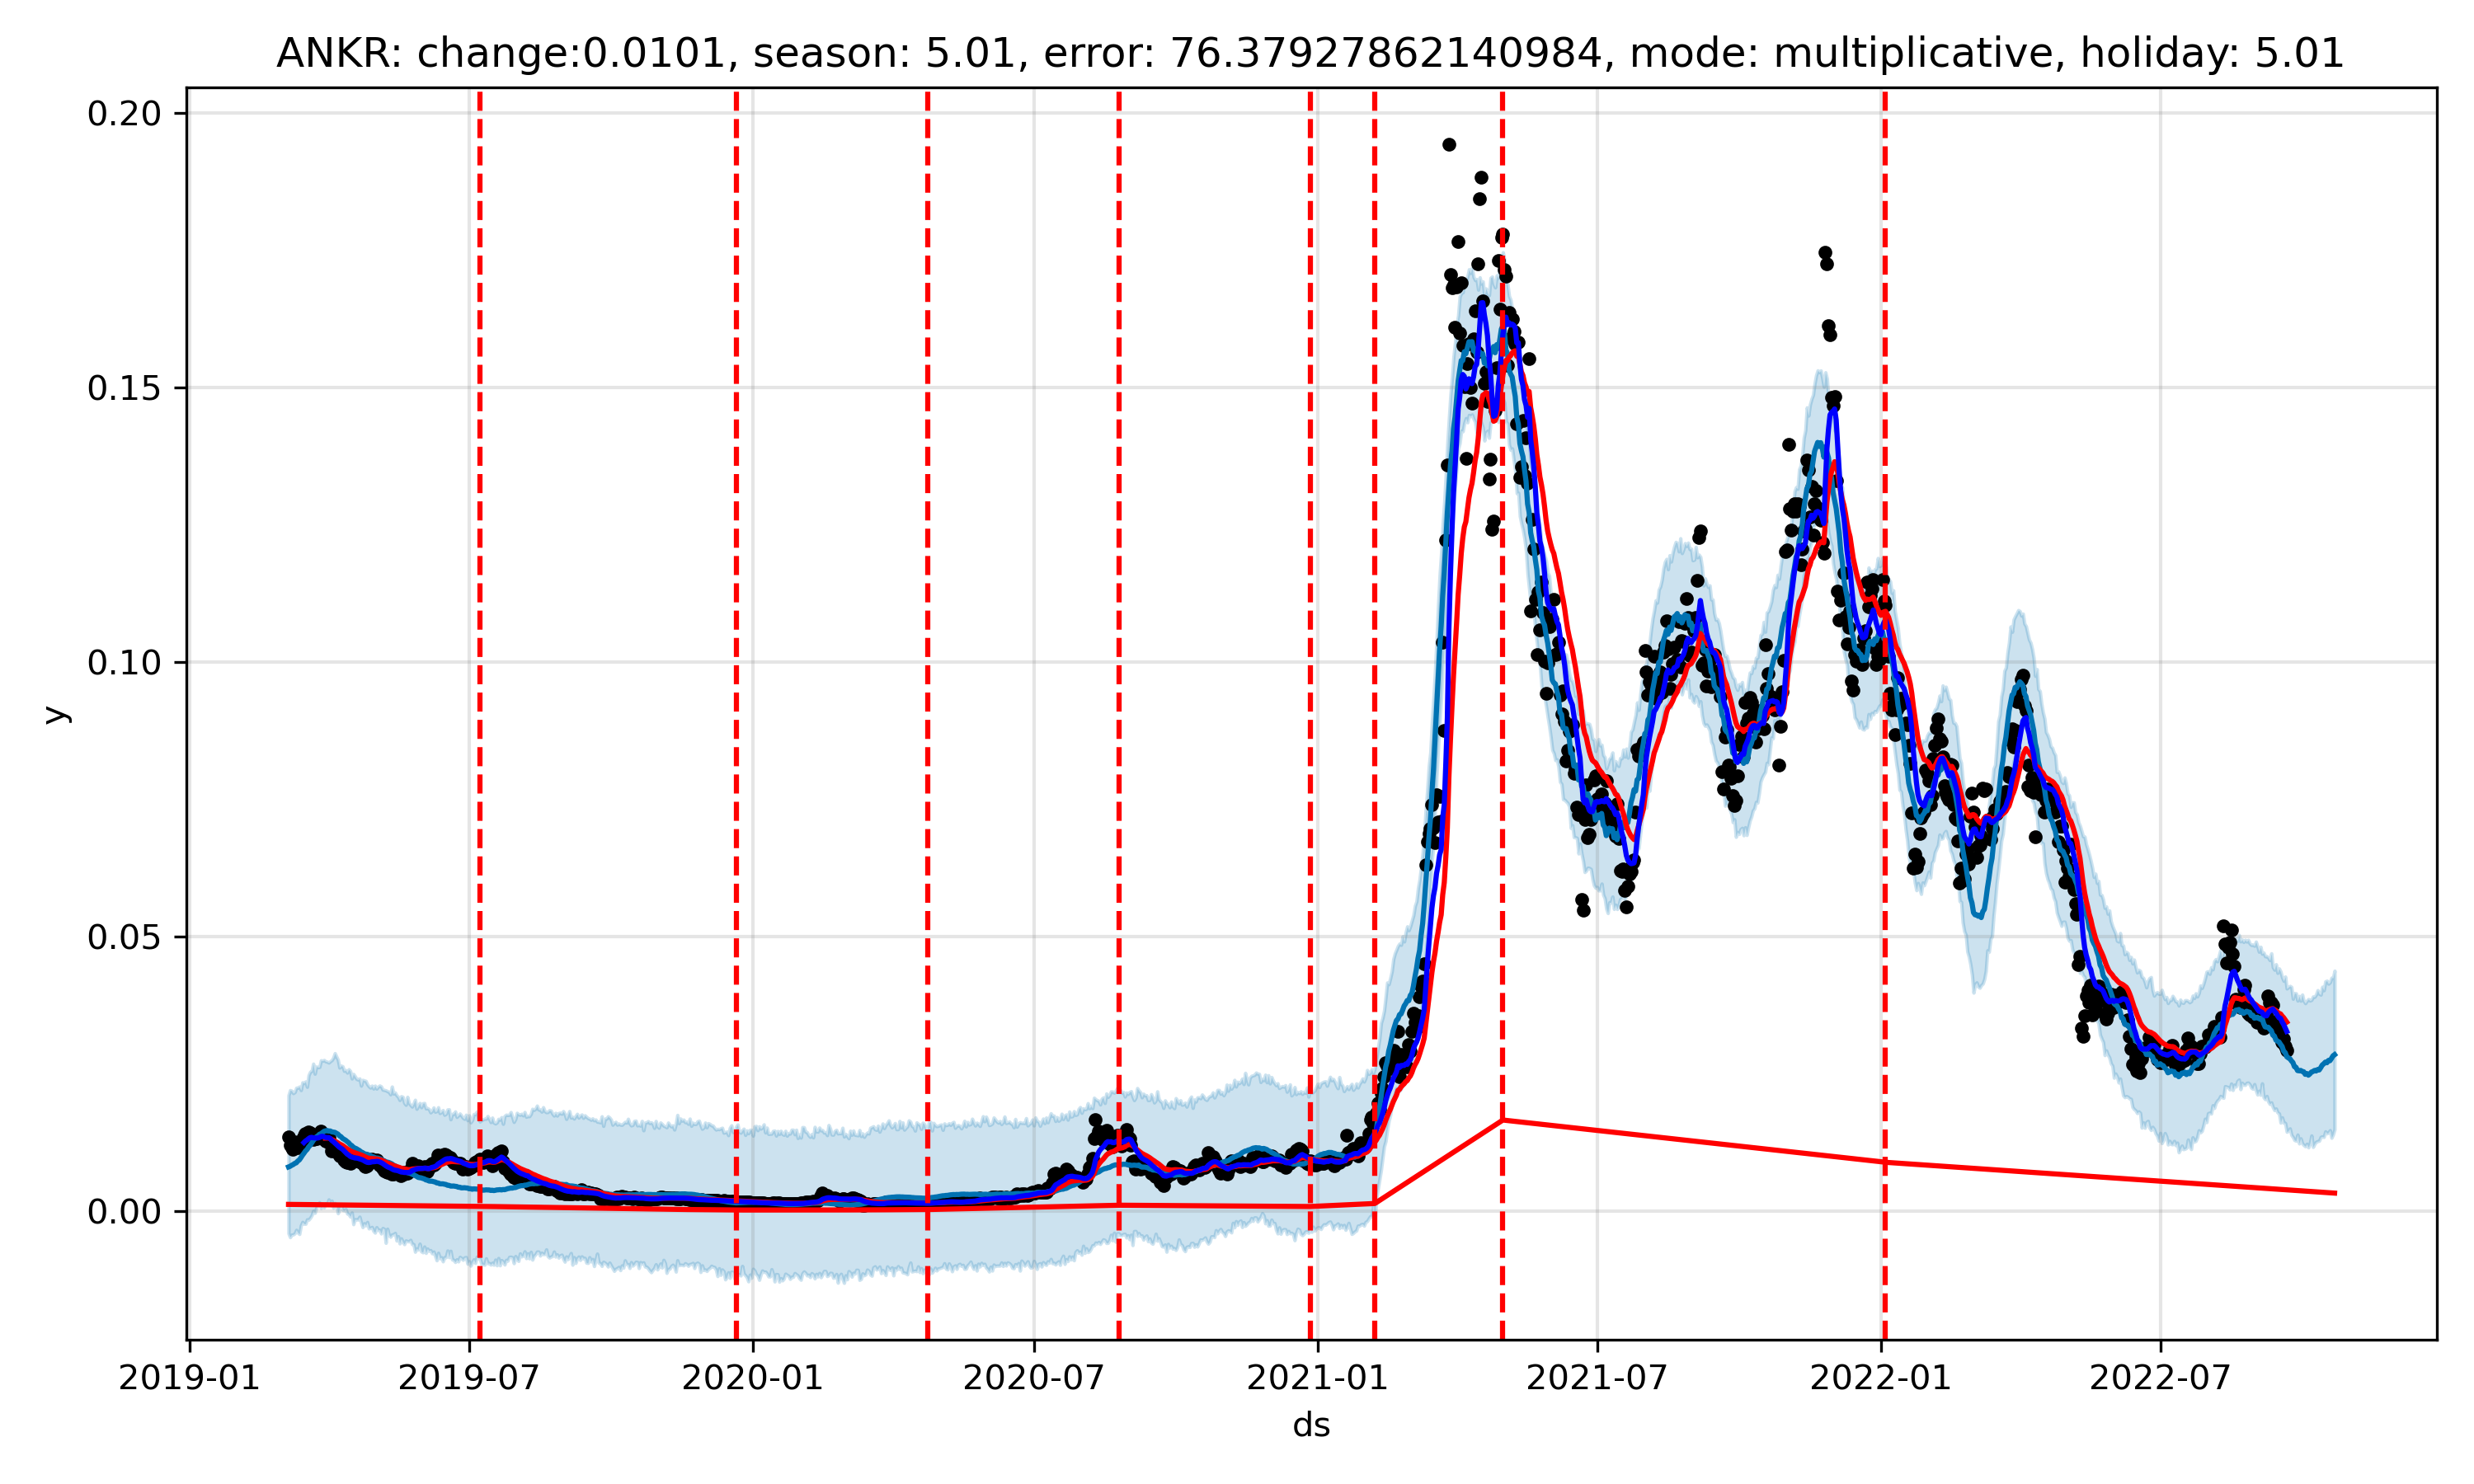 ANKR: change:0.0101, season: 5.01, error: 76.37927862140984, mode: multiplicative, holiday: 5.01
0.20
0.15
0.10
0.05
0.00
y
2019-01 2019-07 2020-01 2020-07 2021-01 2021-07 2022-01 2022-07
ds